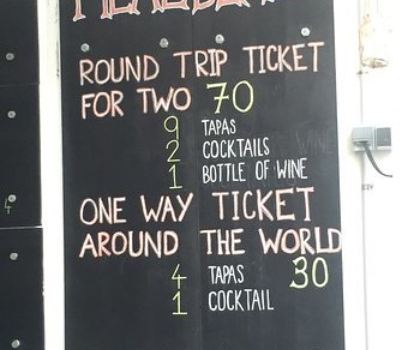 ROUND TRIP TICKET
FOR TWO 70
9 TAPAS
2 COCKTAILS
1 BOTTLE OF WINE
ONE WAY TICKET
AROUND THE WORLD
4 TAPAS 30
1 COCKTAIL